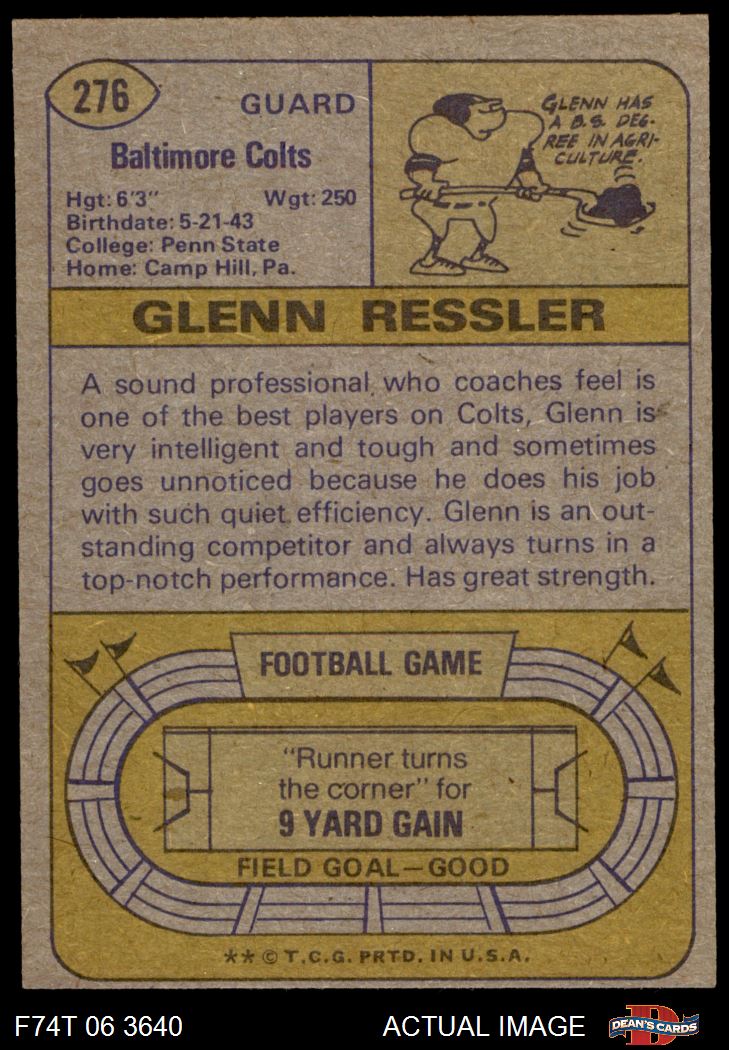 276
GUARD
Baltimore Colts
Hgt: 6'3" Wgt: 250
Birthdate: 5-21-43
College: Penn State
Home: Camp Hill, Pa.
GLENN HAS
A B.S. DEG-
REE IN AGRI-
CULTURE.
GLENN RESSLER
A sound professional who coaches feel is
one of the best players on Colts, Glenn is
very intelligent and tough and sometimes
goes unnoticed because he does his job
with such quiet efficiency. Glenn is an out-
standing competitor and always turns in a
top-notch performance. Has great strength.
FOOTBALL GAME
"Runner turns
the corner" for
9 YARD GAIN
FIELD GOAL—GOOD
** © T.C.G. PRTD. IN U.S.A.
F74T 06 3640 ACTUAL IMAGE
D
DEAN'S CARDS